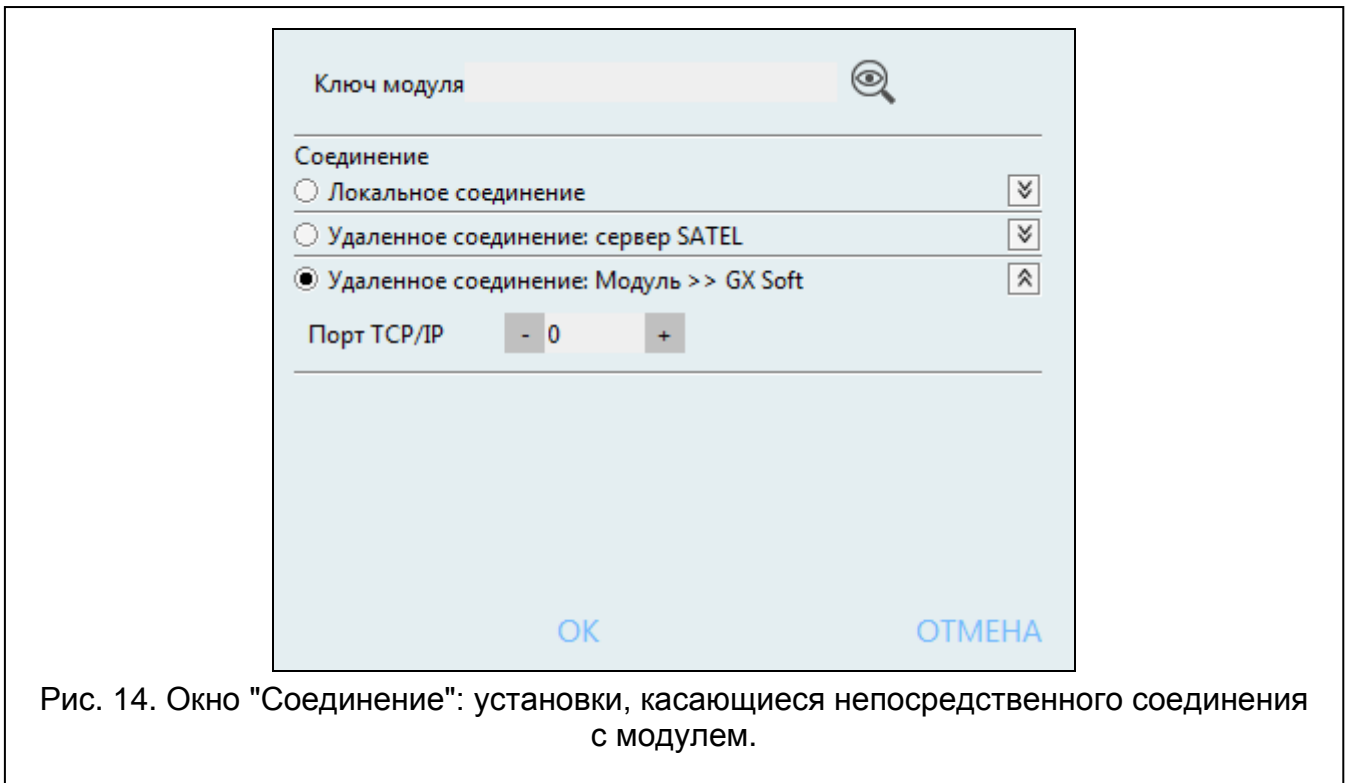 Ключ модуля
Соединение
Локальное соединение
Удаленное соединение: сервер SATEL
Удаленное соединение: Модуль >> GX Soft
Порт TCP/IP - 0 +
OK ОТМЕНА
Рис. 14. Окно "Соединение": установки, касающиеся непосредственного соединения
с модулем.